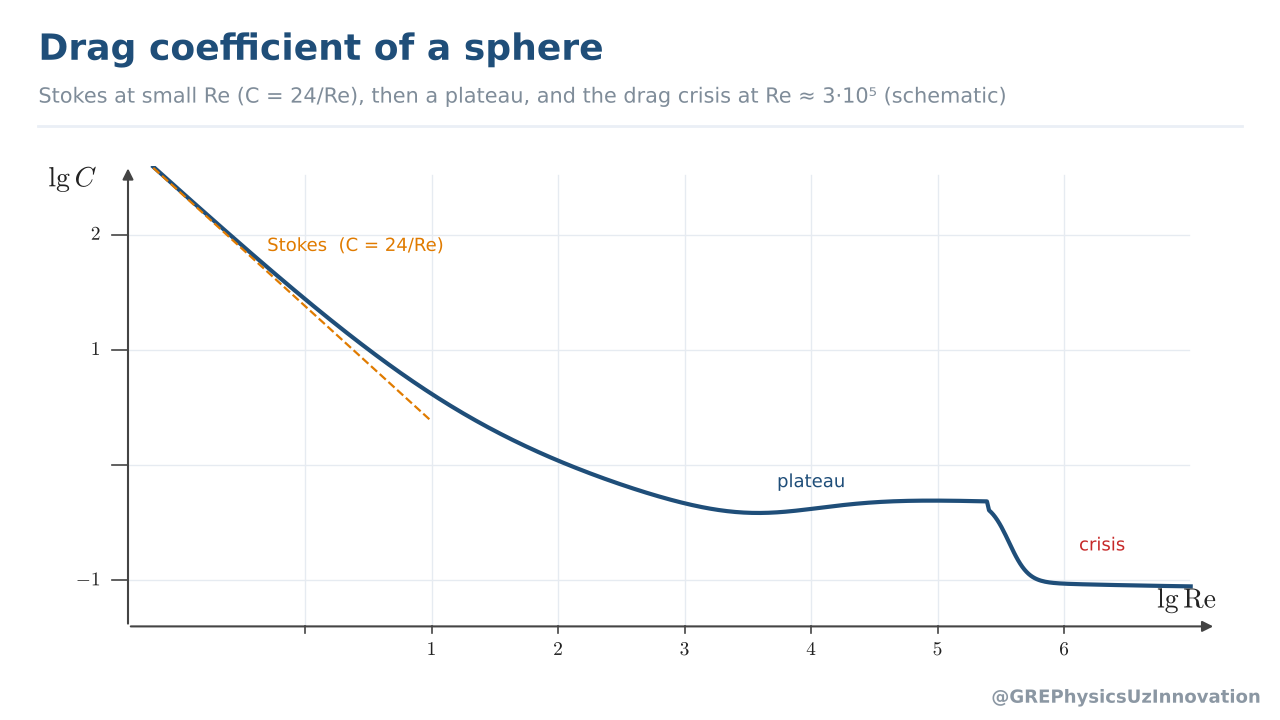 Drag coefficient of a sphere
Stokes at small Re (C = 24/Re), then a plateau, and the drag crisis at Re ≈ 3·10⁵ (schematic)
lg C
2
Stokes (C = 24/Re)
1
plateau
crisis
−1
lg Re
1 2 3 4 5 6
@GREPhysicsUzInnovation